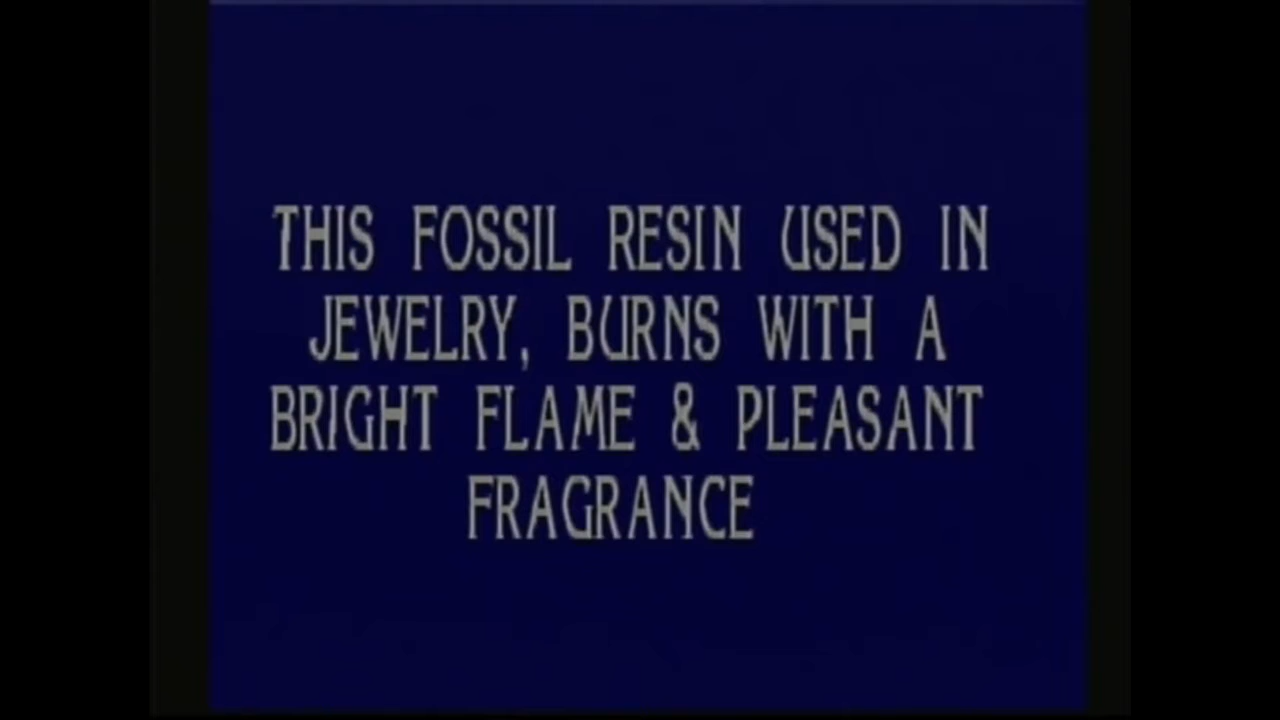 THIS FOSSIL RESIN USED IN
JEWELRY, BURNS WITH A
BRIGHT FLAME & PLEASANT
FRAGRANCE